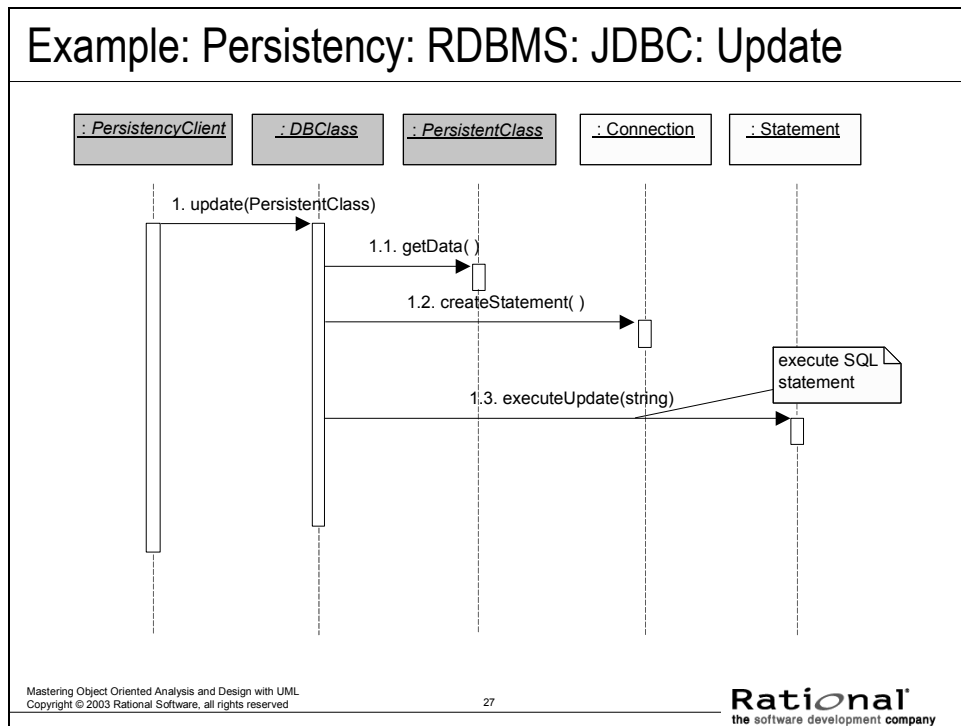 Example: Persistency: RDBMS: JDBC: Update
: PersistencyClient
: DBClass
: PersistentClass
: Connection
: Statement
1. update(PersistentClass)
1.1. getData( )
1.2. createStatement( )
execute SQL
statement
1.3. executeUpdate(string)
Mastering Object Oriented Analysis and Design with UML
Copyright © 2003 Rational Software, all rights reserved
27
Rational
the software development company